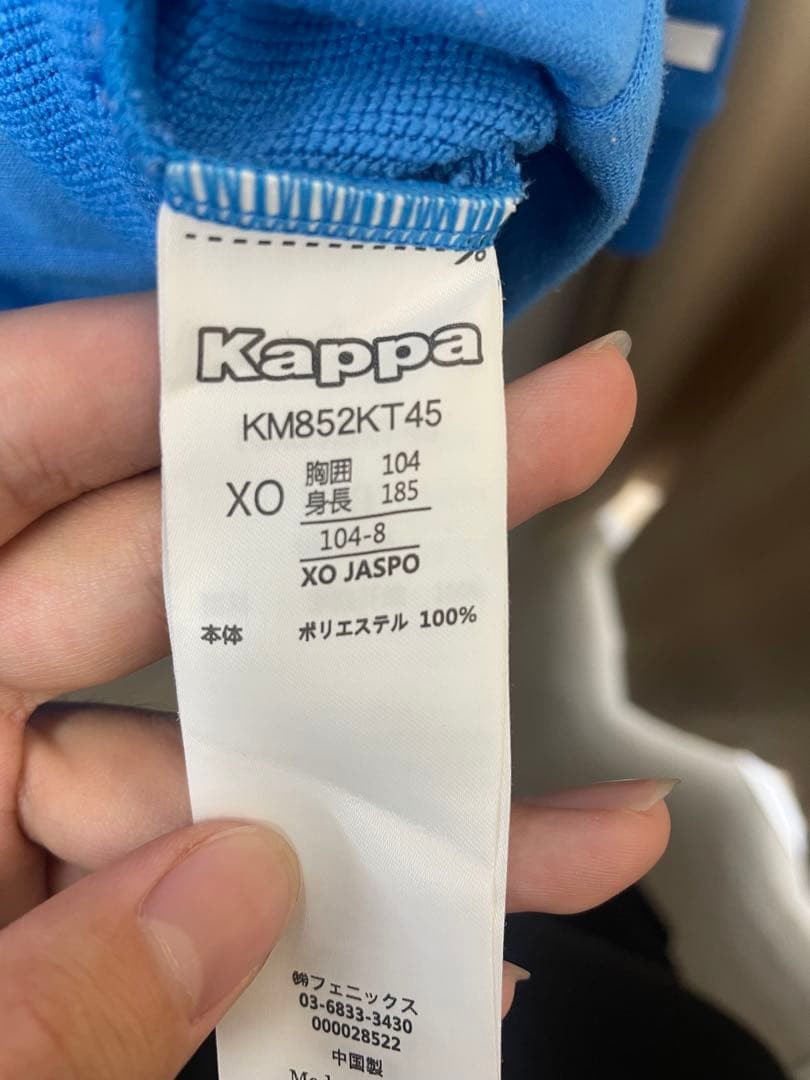 Kappa
KM852KT45
XO
胸囲 104
身長 185
104-8
XO JASPO
本体 ポリエステル 100%
㈱フェニックス
03-6833-3430
000028522
中国製